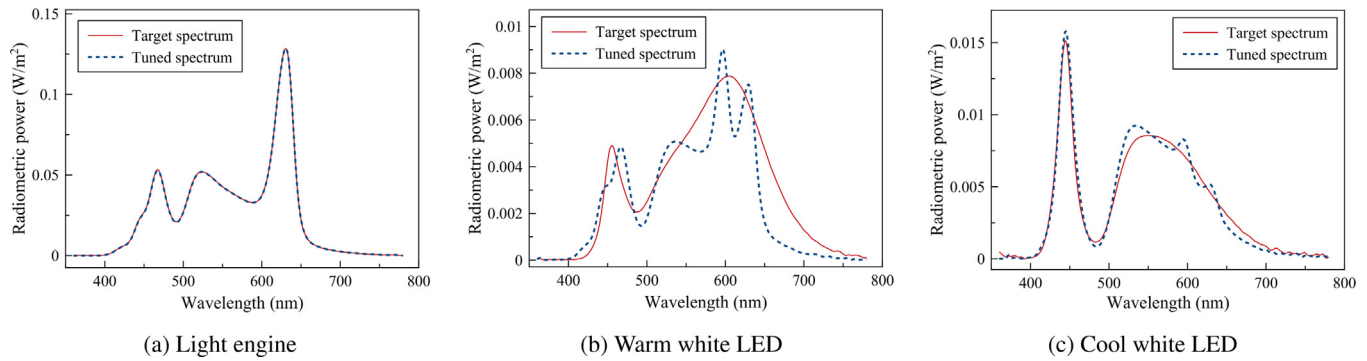 0.15
0.1
0.05
0
Radiometric power (W/m²)
Target spectrum
Tuned spectrum
400 500 600 700 800
Wavelength (nm)
(a) Light engine
0.01
0.008
0.006
0.004
0.002
0
Radiometric power (W/m²)
Target spectrum
Tuned spectrum
400 500 600 700 800
Wavelength (nm)
(b) Warm white LED
0.015
0.01
0.005
0
Radiometric power (W/m²)
Target spectrum
Tuned spectrum
400 500 600 700 800
Wavelength (nm)
(c) Cool white LED